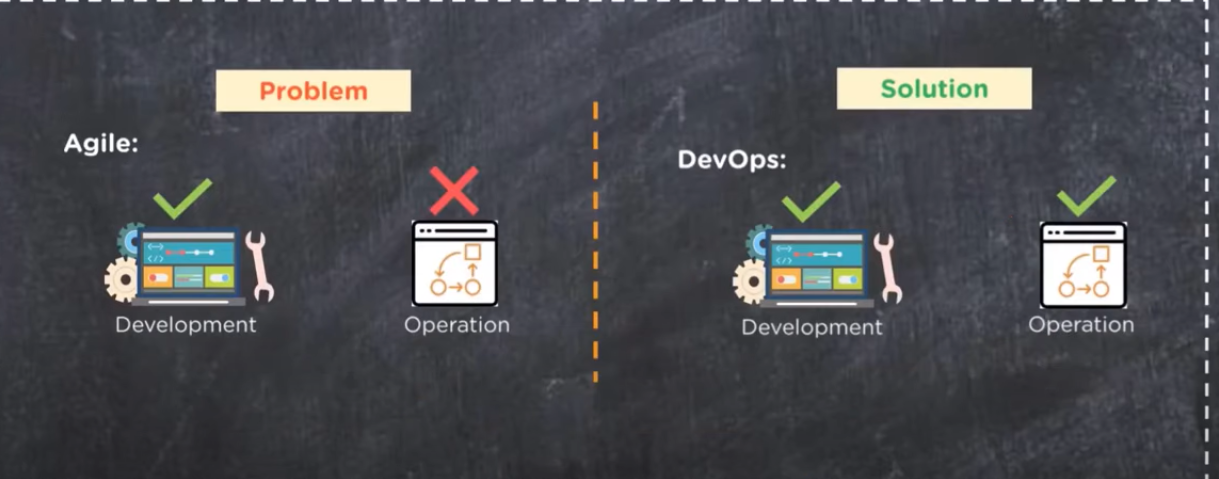 Problem
Agile:
Development
Operation
Solution
DevOps:
Development
Operation